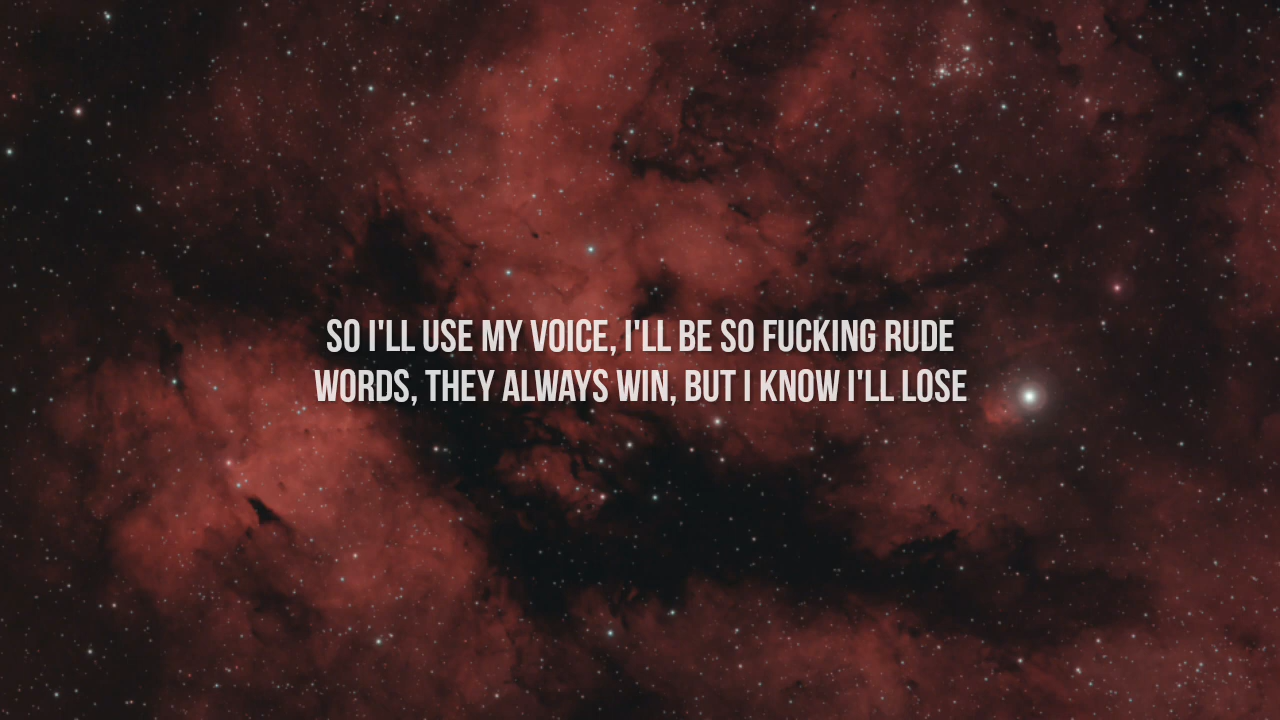 SO I'LL USE MY VOICE, I'LL BE SO FUCKING RUDE
WORDS, THEY ALWAYS WIN, BUT I KNOW I'LL LOSE